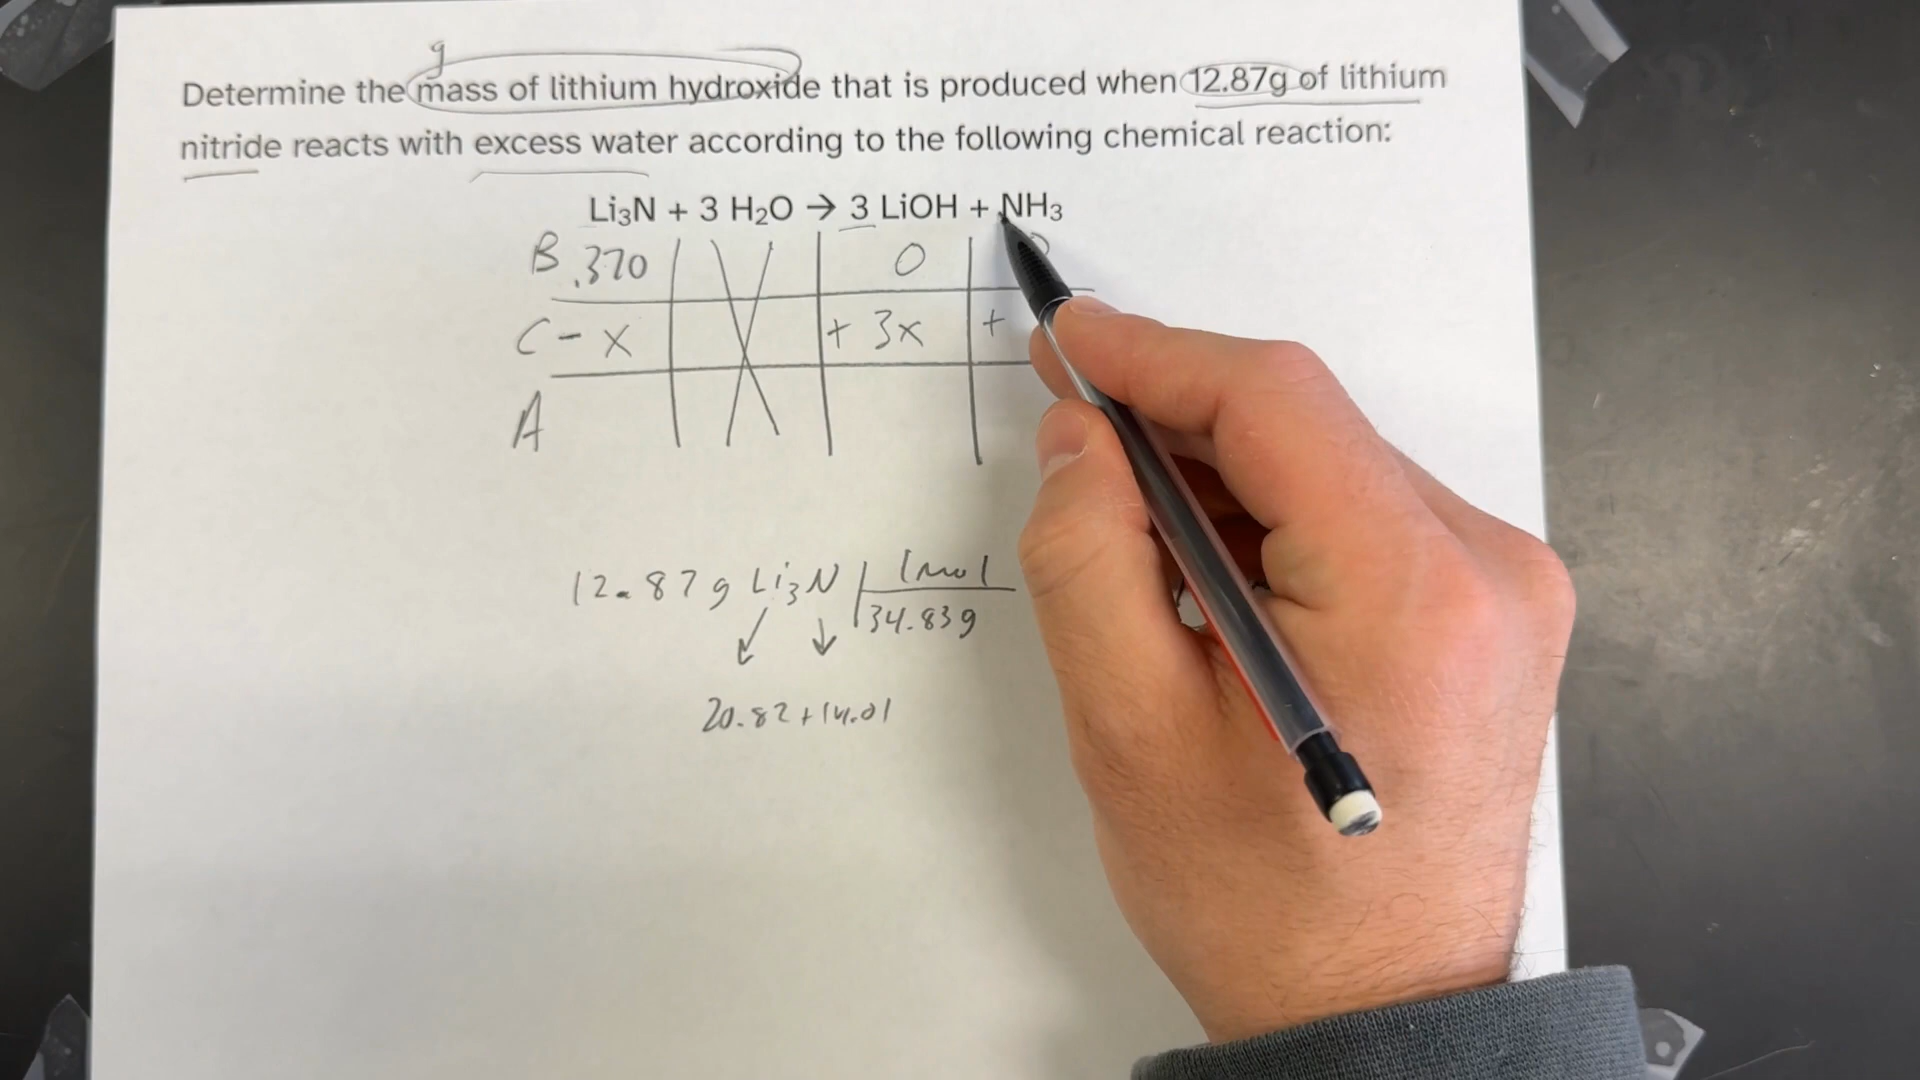 g
Determine the mass of lithium hydroxide that is produced when 12.87g of lithium
nitride reacts with excess water according to the following chemical reaction:
Li₃N + 3 H₂O → 3 LiOH + NH₃
B .370 0
C - x + 3x +
A
12.87g Li₃N 1mol
34.83g
20.82+14.01